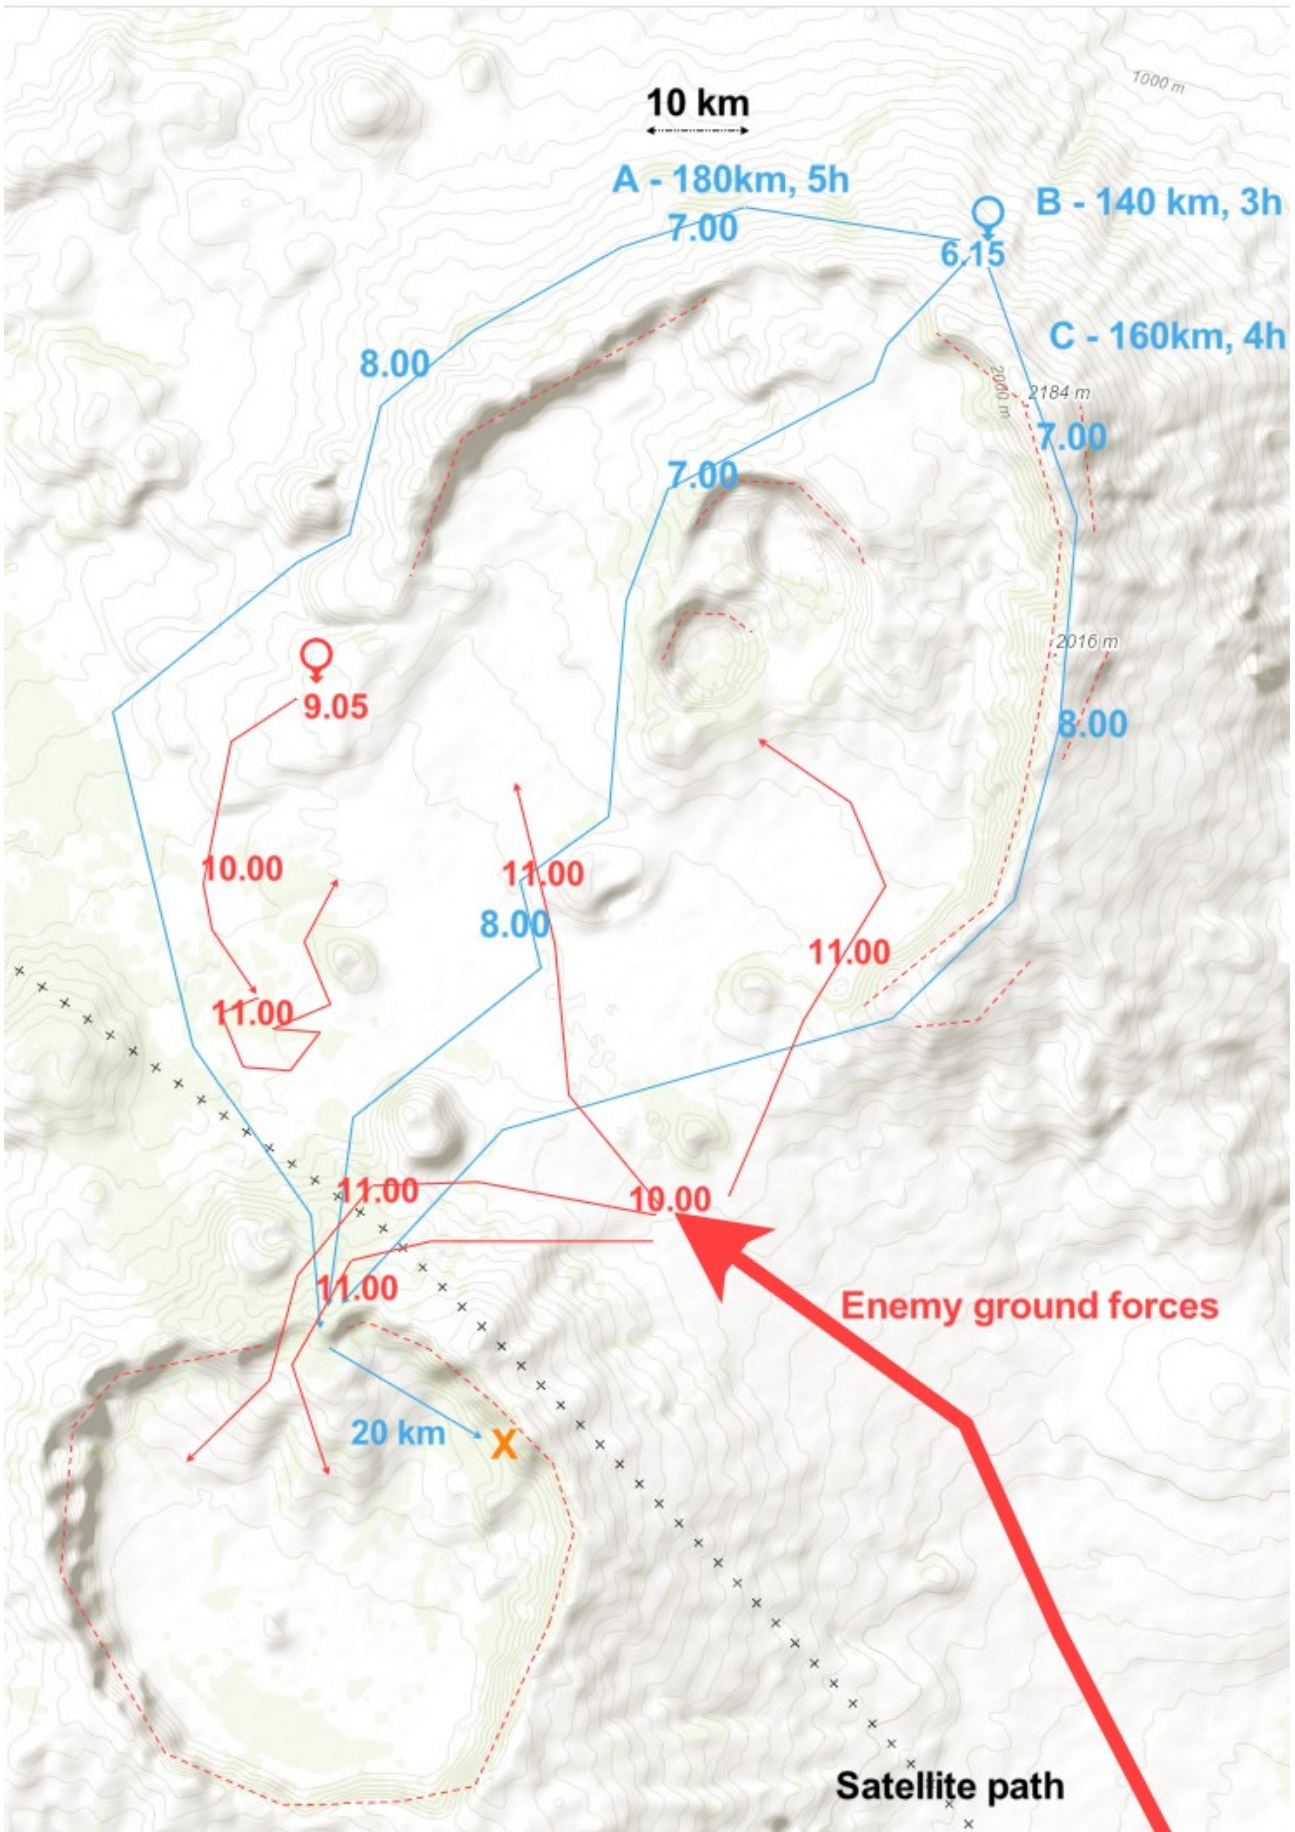 1000 m
10 km
A - 180km, 5h
7.00
B - 140 km, 3h
6.15
C - 160km, 4h
8.00
2000 m
2184 m
7.00
7.00
2016 m
9.05
8.00
10.00
11.00
8.00
11.00
11.00
11.00
10.00
11.00
Enemy ground forces
20 km
X
Satellite path